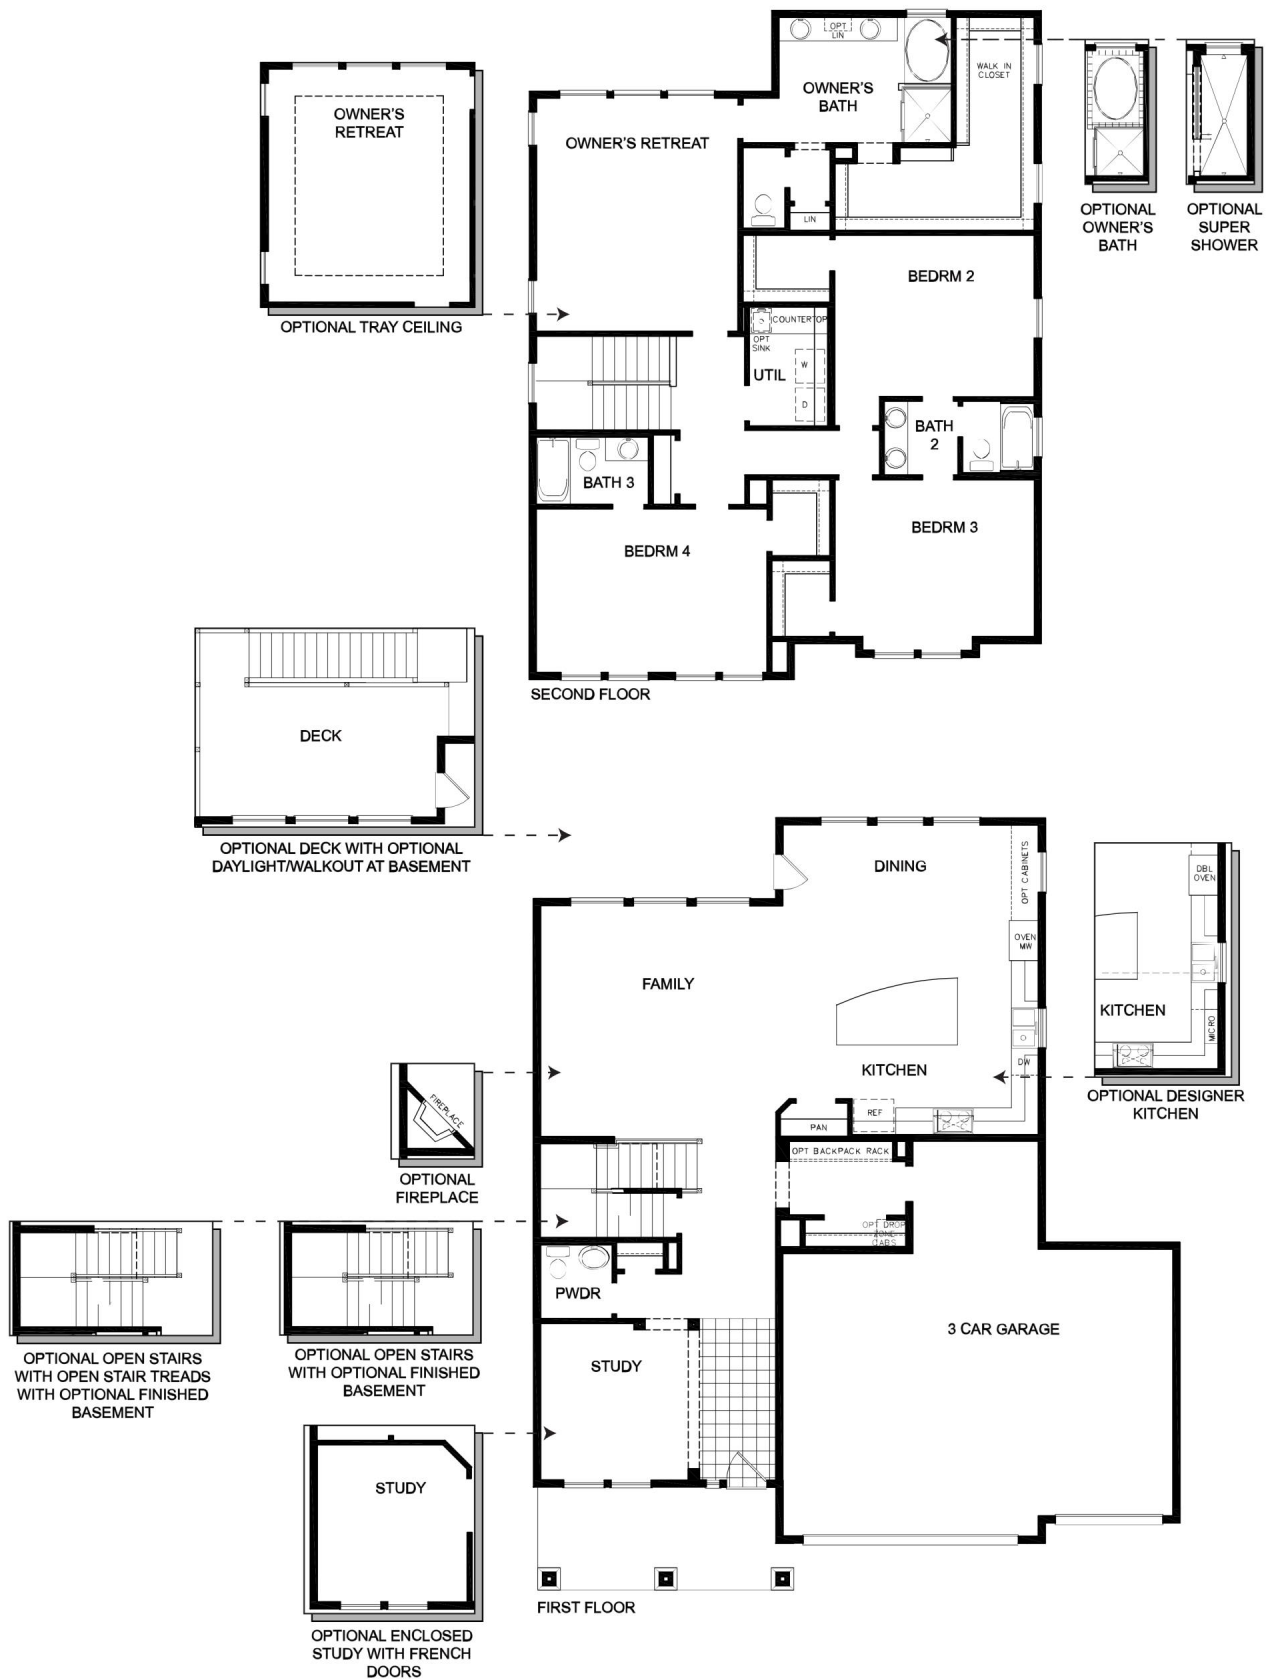 OPT
LIN
WALK IN
CLOSET
OWNER'S
BATH
OWNER'S
RETREAT
OWNER'S RETREAT
LIN
OPTIONAL
OWNER'S
BATH
OPTIONAL
SUPER
SHOWER
BEDRM 2
OPTIONAL TRAY CEILING
COUNTERTOP
OPT
SINK
W
UTIL
D
BATH
2
BATH 3
BEDRM 3
BEDRM 4
SECOND FLOOR
DECK
OPTIONAL DECK WITH OPTIONAL
DAYLIGHT/WALKOUT AT BASEMENT
DINING
OPT CABINETS
DBL
OVEN
OVEN
MW
FAMILY
KITCHEN
MICRO
KITCHEN
DW
OPTIONAL DESIGNER
KITCHEN
REF
PAN
FIREPLACE
OPTIONAL
FIREPLACE
OPT BACKPACK RACK
OPT DROP
ZONE
CABS
PWDR
3 CAR GARAGE
OPTIONAL OPEN STAIRS
WITH OPEN STAIR TREADS
WITH OPTIONAL FINISHED
BASEMENT
OPTIONAL OPEN STAIRS
WITH OPTIONAL FINISHED
BASEMENT
STUDY
STUDY
FIRST FLOOR
OPTIONAL ENCLOSED
STUDY WITH FRENCH
DOORS